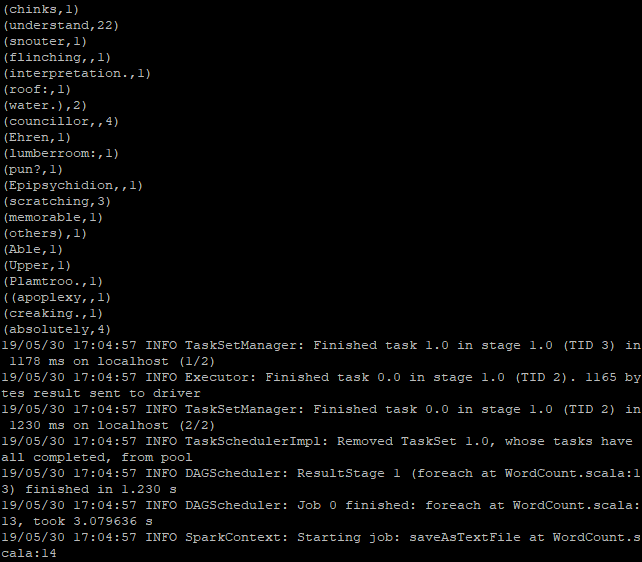 (chinks,1)
(understand,22)
(snouter,1)
(flinching,,1)
(interpretation.,1)
(roof:,1)
(water.),2)
(councillor,,4)
(Ehren,1)
(lumberroom:,1)
(pun?,1)
(Epipsychidion,,1)
(scratching,3)
(memorable,1)
(others),1)
(Able,1)
(Upper,1)
(Plamtroo.,1)
((apoplexy,,1)
(creaking.,1)
(absolutely,4)
19/05/30 17:04:57 INFO TaskSetManager: Finished task 1.0 in stage 1.0 (TID 3) in
 1178 ms on localhost (1/2)
19/05/30 17:04:57 INFO Executor: Finished task 0.0 in stage 1.0 (TID 2). 1165 by
tes result sent to driver
19/05/30 17:04:57 INFO TaskSetManager: Finished task 0.0 in stage 1.0 (TID 2) in
 1230 ms on localhost (2/2)
19/05/30 17:04:57 INFO TaskSchedulerImpl: Removed TaskSet 1.0, whose tasks have
all completed, from pool
19/05/30 17:04:57 INFO DAGScheduler: ResultStage 1 (foreach at WordCount.scala:1
3) finished in 1.230 s
19/05/30 17:04:57 INFO DAGScheduler: Job 0 finished: foreach at WordCount.scala:
13, took 3.079636 s
19/05/30 17:04:57 INFO SparkContext: Starting job: saveAsTextFile at WordCount.s
cala:14